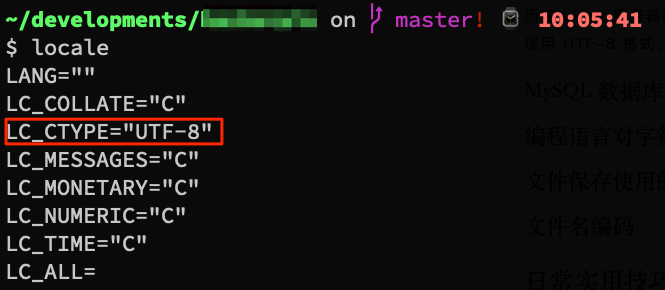 ~/developments/ on master! 10:05:41
$ locale
LANG=""
LC_COLLATE="C"
LC_CTYPE="UTF-8"
LC_MESSAGES="C"
LC_MONETARY="C"
LC_NUMERIC="C"
LC_TIME="C"
LC_ALL=
使用 UTF-8 格式
MySQL 数据库
编程语言对字符
文件保存使用的
文件名编码
日常实用技巧